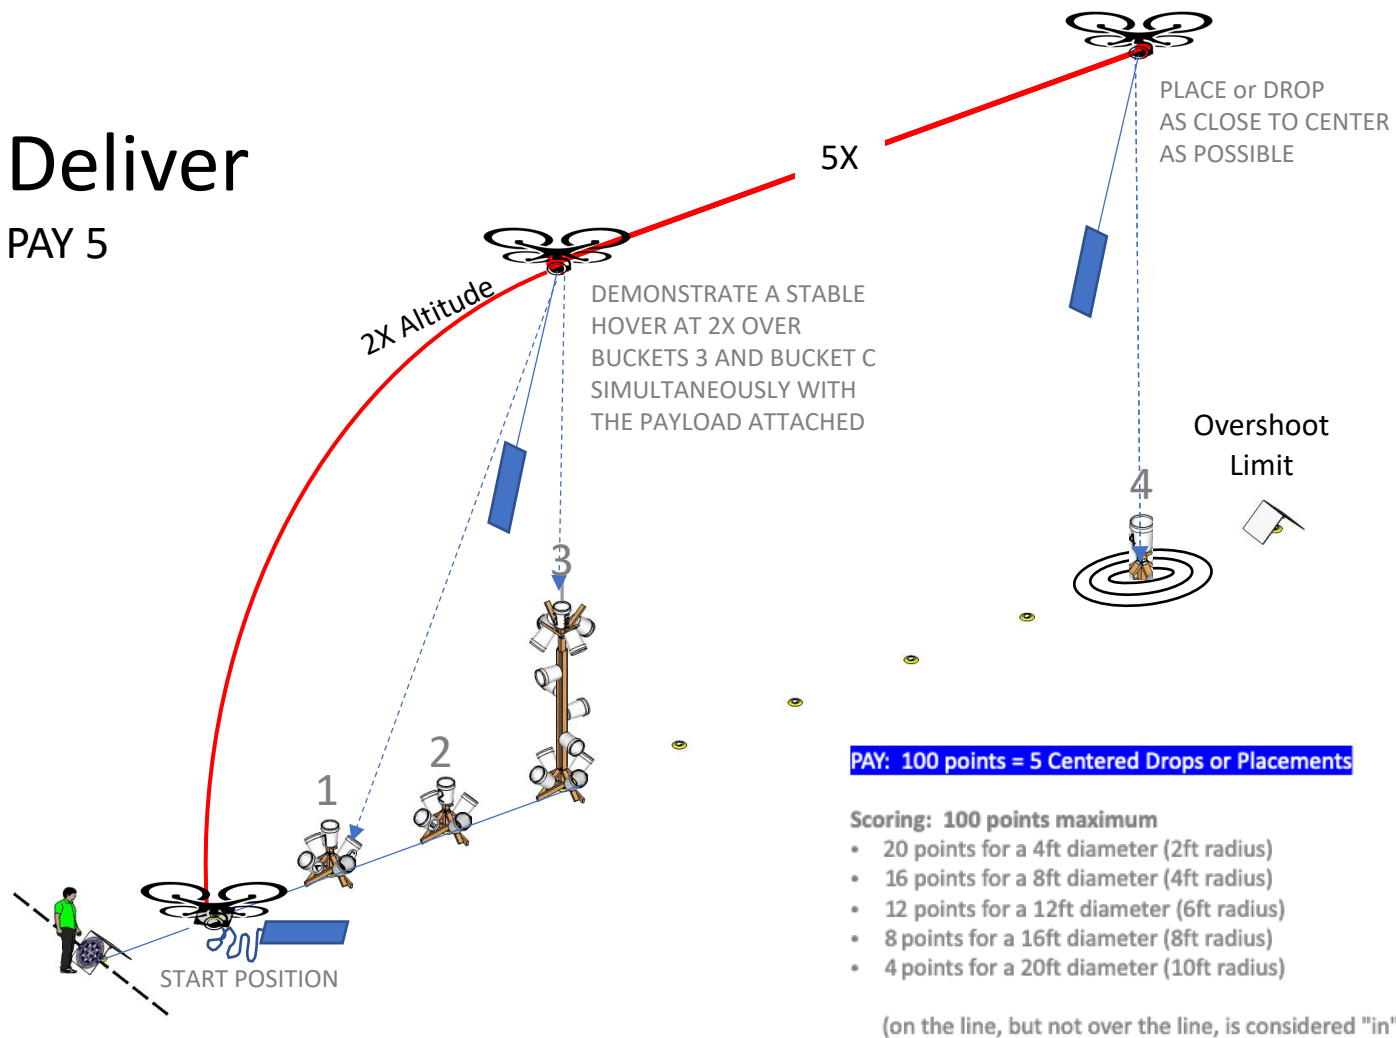 Deliver
PAY 5
2X Altitude
5X
PLACE or DROP
AS CLOSE TO CENTER
AS POSSIBLE
DEMONSTRATE A STABLE
HOVER AT 2X OVER
BUCKETS 3 AND BUCKET C
SIMULTANEOUSLY WITH
THE PAYLOAD ATTACHED
Overshoot
Limit
4
3
2
1
START POSITION
PAY: 100 points = 5 Centered Drops or Placements
Scoring: 100 points maximum
• 20 points for a 4ft diameter (2ft radius)
• 16 points for a 8ft diameter (4ft radius)
• 12 points for a 12ft diameter (6ft radius)
• 8 points for a 16ft diameter (8ft radius)
• 4 points for a 20ft diameter (10ft radius)
(on the line, but not over the line, is considered "in"